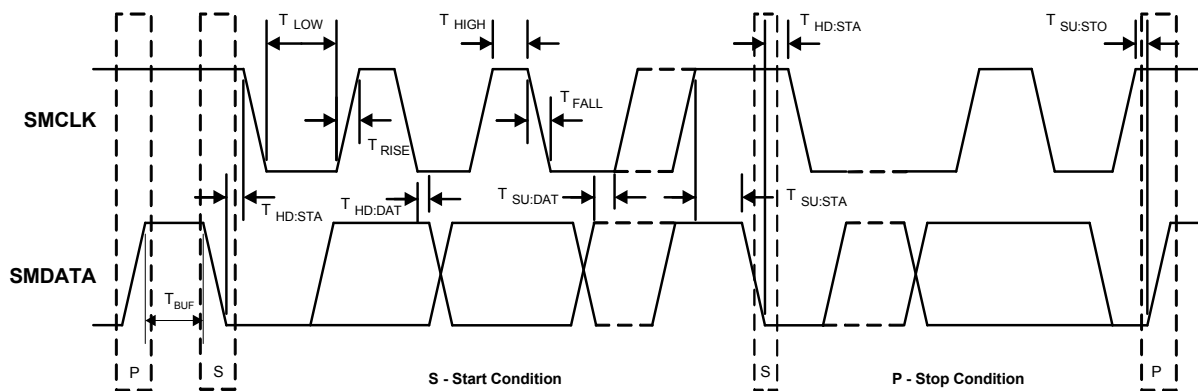 T LOW
T HIGH
T HD:STA
T SU:STO
SMCLK
T FALL
T RISE
T HD:STA
T HD:DAT
T SU:DAT
T SU:STA
SMDATA
T BUF
P
S
S - Start Condition
S
P - Stop Condition
P